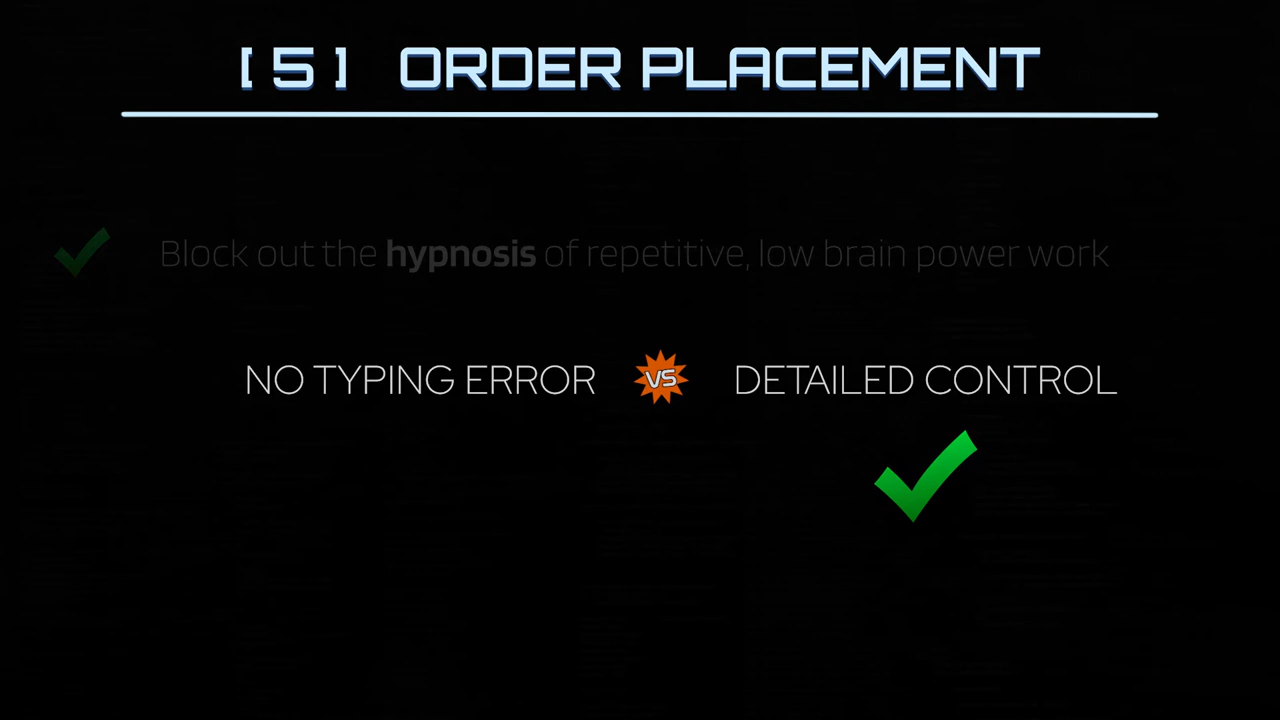 [ 5 ] ORDER PLACEMENT
Block out the hypnosis of repetitive, low brain power work
NO TYPING ERROR VS DETAILED CONTROL